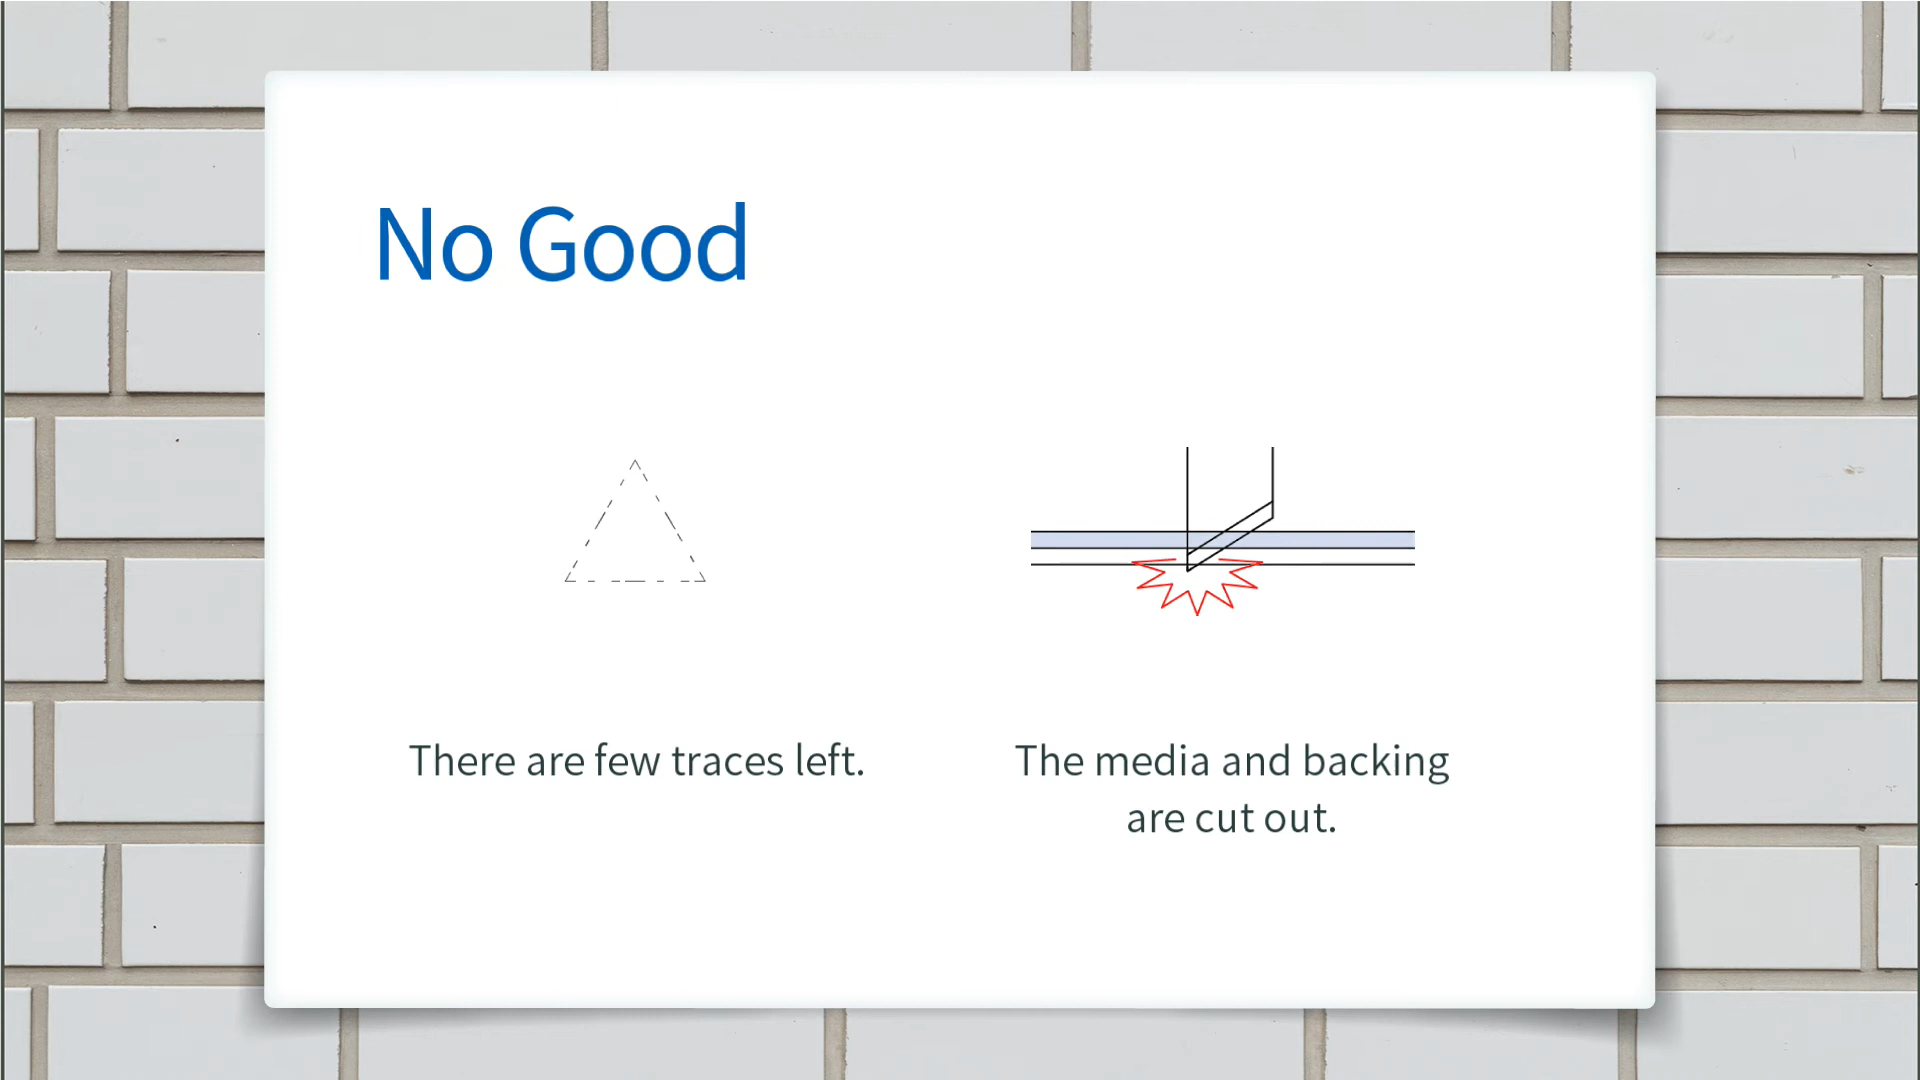 No Good
There are few traces left.
The media and backing
are cut out.